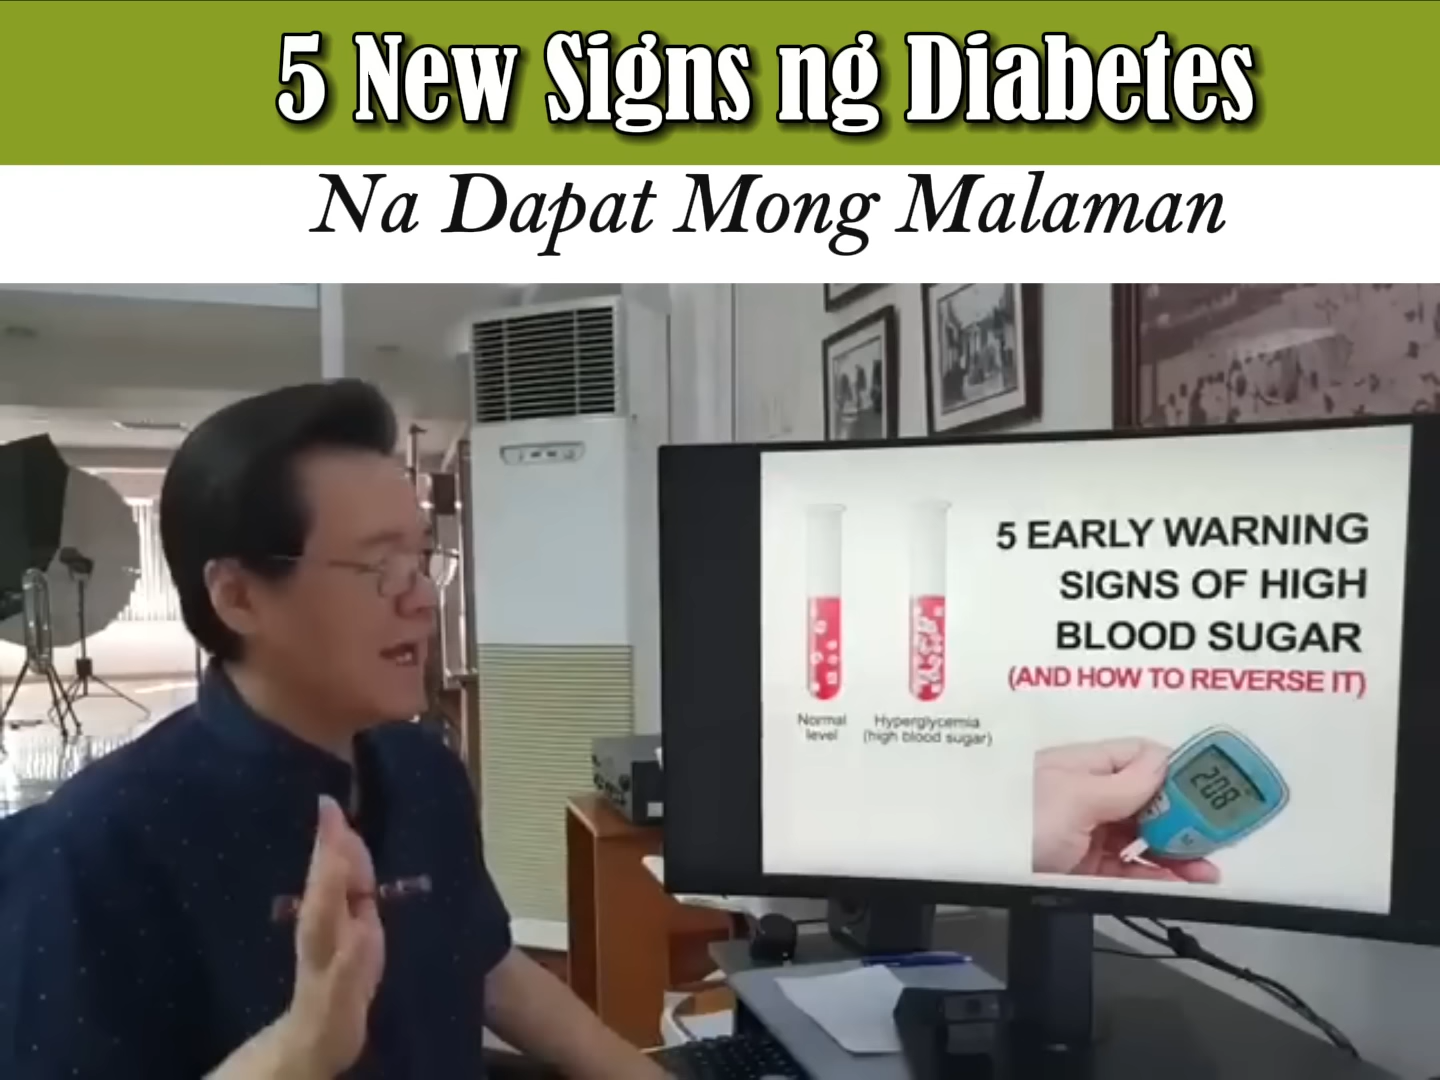 5 New Signs ng Diabetes
Na Dapat Mong Malaman
5 EARLY WARNING
SIGNS OF HIGH
BLOOD SUGAR
(AND HOW TO REVERSE IT)
Normal
level
Hyperglycemia
(high blood sugar)
208